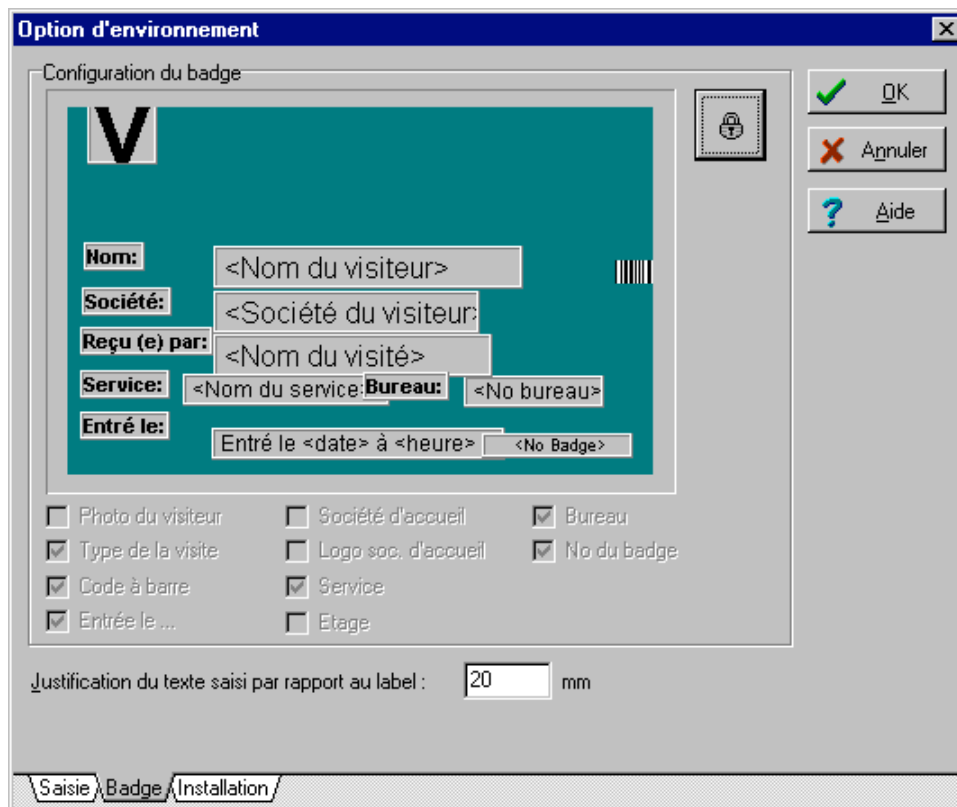 Option d'environnement
Configuration du badge
V
OK
Annuler
Aide
Nom: <Nom du visiteur>
Société: <Société du visiteur>
Reçu (e) par: <Nom du visité>
Service: <Nom du service> Bureau: <No bureau>
Entré le: Entré le <date> à <heure> <No Badge>
Photo du visiteur Société d'accueil Bureau
Type de la visite Logo soc. d'accueil No du badge
Code à barre Service
Entrée le ... Etage
Justification du texte saisi par rapport au label : 20 mm
Saisie Badge Installation